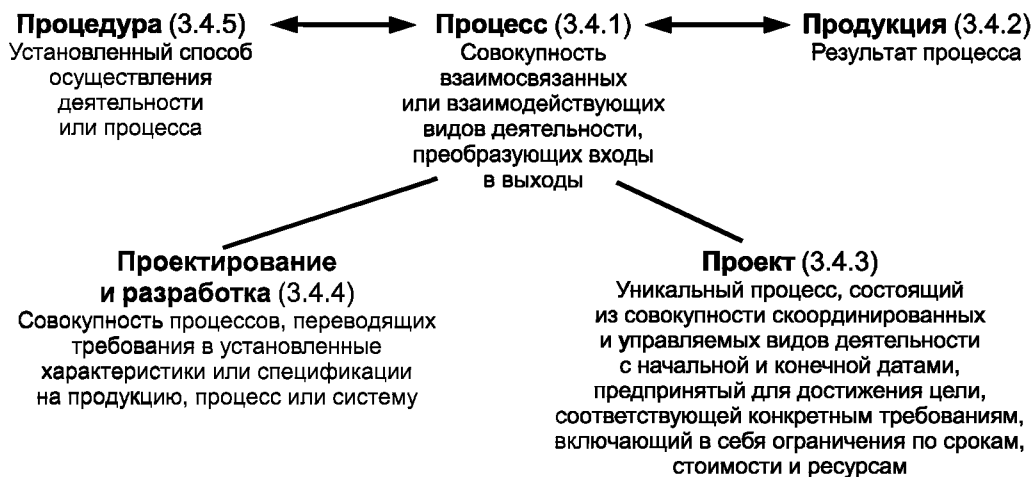 Процедура (3.4.5)
Установленный способ
осуществления
деятельности
или процесса
Процесс (3.4.1)
Совокупность
взаимосвязанных
или взаимодействующих
видов деятельности,
преобразующих входы
в выходы
Продукция (3.4.2)
Результат процесса
Проектирование
и разработка (3.4.4)
Совокупность процессов, переводящих
требования в установленные
характеристики или спецификации
на продукцию, процесс или систему
Проект (3.4.3)
Уникальный процесс, состоящий
из совокупности скоординированных
и управляемых видов деятельности
с начальной и конечной датами,
предпринятый для достижения цели,
соответствующей конкретным требованиям,
включающий в себя ограничения по срокам,
стоимости и ресурсам